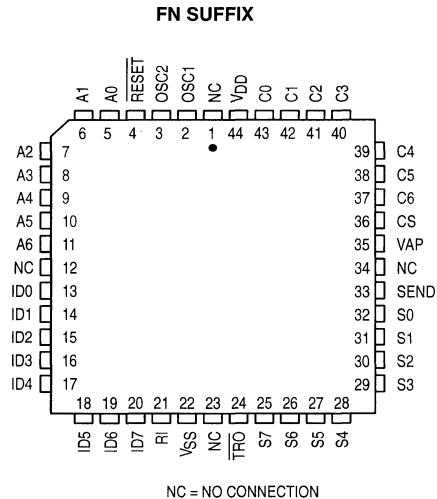 FN SUFFIX
A1 A0 RESET OSC2 OSC1 NC VDD C0 C1 C2 C3
6 5 4 3 2 1 44 43 42 41 40
A2 7 39 C4
A3 8 38 C5
A4 9 37 C6
A5 10 36 CS
A6 11 35 VAP
NC 12 34 NC
ID0 13 33 SEND
ID1 14 32 S0
ID2 15 31 S1
ID3 16 30 S2
ID4 17 29 S3
18 19 20 21 22 23 24 25 26 27 28
ID5 ID6 ID7 RI VSS NC TRO S7 S6 S5 S4
NC = NO CONNECTION